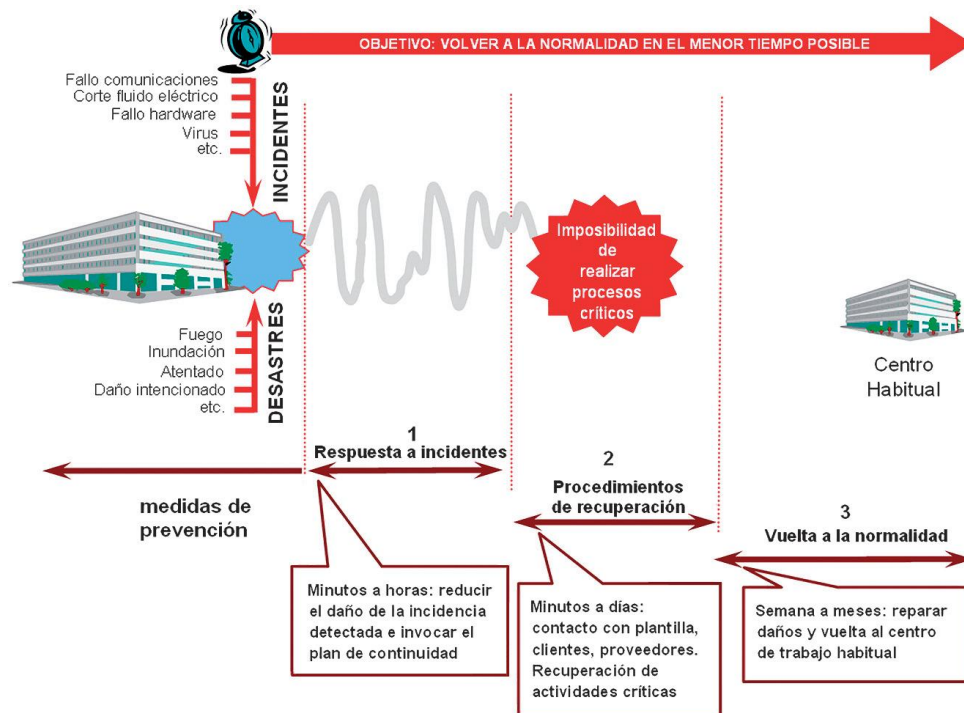 OBJETIVO: VOLVER A LA NORMALIDAD EN EL MENOR TIEMPO POSIBLE
Fallo comunicaciones
Corte fluido eléctrico
Fallo hardware
Virus
etc.
INCIDENTES
Imposibilidad
de
realizar
procesos
críticos
DESASTRES
Fuego
Inundación
Atentado
Daño intencionado
etc.
Centro
Habitual
medidas de
prevención
1
Respuesta a incidentes
2
Procedimientos
de recuperación
3
Vuelta a la normalidad
Minutos a horas: reducir
el daño de la incidencia
detectada e invocar el
plan de continuidad
Minutos a días:
contacto con plantilla,
clientes, proveedores.
Recuperación de
actividades críticas
Semana a meses: reparar
daños y vuelta al centro
de trabajo habitual